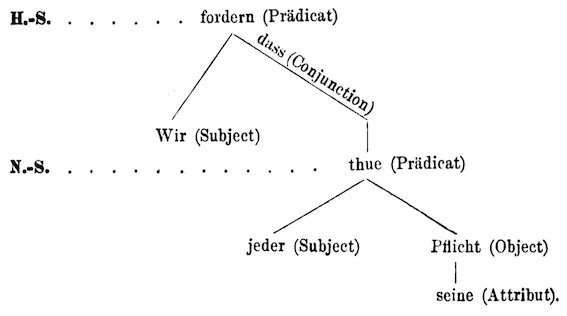 H.-S. . . . . . . fordern (Prädicat)
dass (Conjunction)
Wir (Subject)
N.-S. . . . . . . . . . . . . . thue (Prädicat)
jeder (Subject) Pflicht (Object)
seine (Attribut).